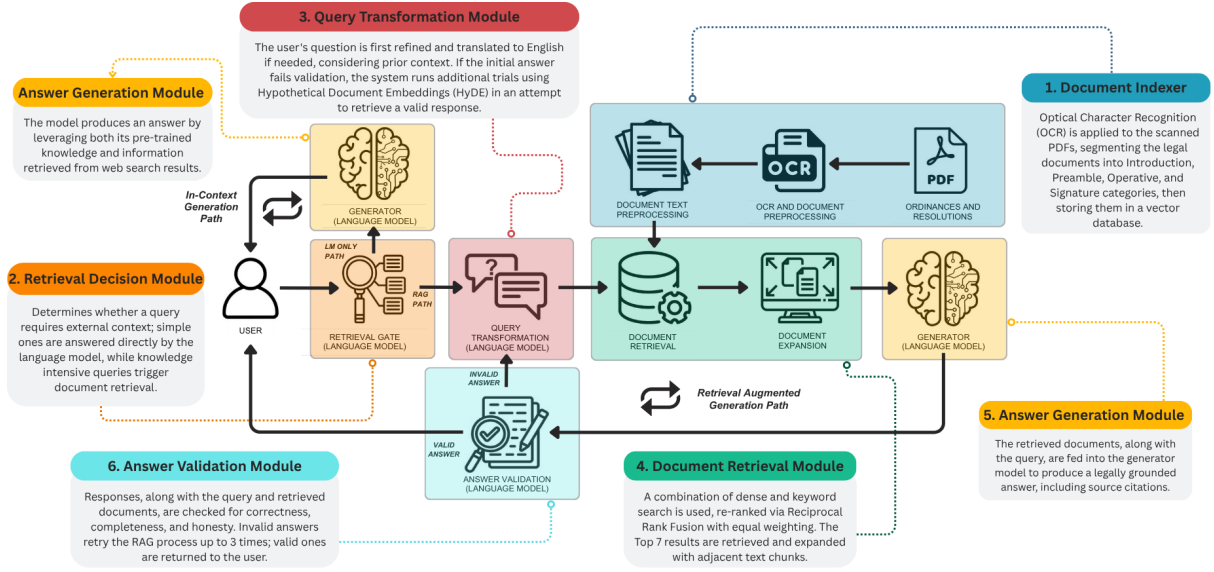 3. Query Transformation Module
The user's question is first refined and translated to English
if needed, considering prior context. If the initial answer
fails validation, the system runs additional trials using
Hypothetical Document Embeddings (HyDE) in an attempt
to retrieve a valid response.
Answer Generation Module
The model produces an answer by
leveraging both its pre-trained
knowledge and information
retrieved from web search results.
1. Document Indexer
Optical Character Recognition
(OCR) is applied to the scanned
PDFs, segmenting the legal
documents into Introduction,
Preamble, Operative, and
Signature categories, then
storing them in a vector
database.
OCR
PDF
DOCUMENT TEXT
PREPROCESSING
OCR AND DOCUMENT
PREPROCESSING
ORDINANCES AND
RESOLUTIONS
In-Context
Generation
Path
GENERATOR
(LANGUAGE MODEL)
2. Retrieval Decision Module
Determines whether a query
requires external context; simple
ones are answered directly by the
language model, while knowledge
intensive queries trigger
document retrieval.
USER
LM ONLY
PATH
RAG
PATH
RETRIEVAL GATE
(LANGUAGE MODEL)
?
QUERY
TRANSFORMATION
(LANGUAGE MODEL)
DOCUMENT
RETRIEVAL
DOCUMENT
EXPANSION
GENERATOR
(LANGUAGE MODEL)
INVALID
ANSWER
VALID
ANSWER
ANSWER VALIDATION
(LANGUAGE MODEL)
Retrieval Augmented
Generation Path
5. Answer Generation Module
The retrieved documents, along with
the query, are fed into the generator
model to produce a legally grounded
answer, including source citations.
6. Answer Validation Module
Responses, along with the query and retrieved
documents, are checked for correctness,
completeness, and honesty. Invalid answers
retry the RAG process up to 3 times; valid ones
are returned to the user.
4. Document Retrieval Module
A combination of dense and keyword
search is used, re-ranked via Reciprocal
Rank Fusion with equal weighting. The
Top 7 results are retrieved and expanded
with adjacent text chunks.